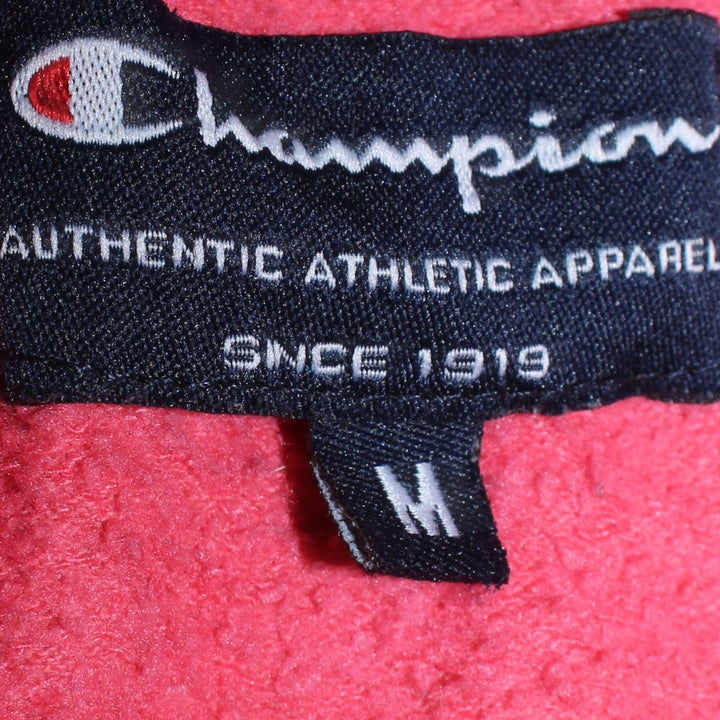 Champion
AUTHENTIC ATHLETIC APPAREL
SINCE 1919
M